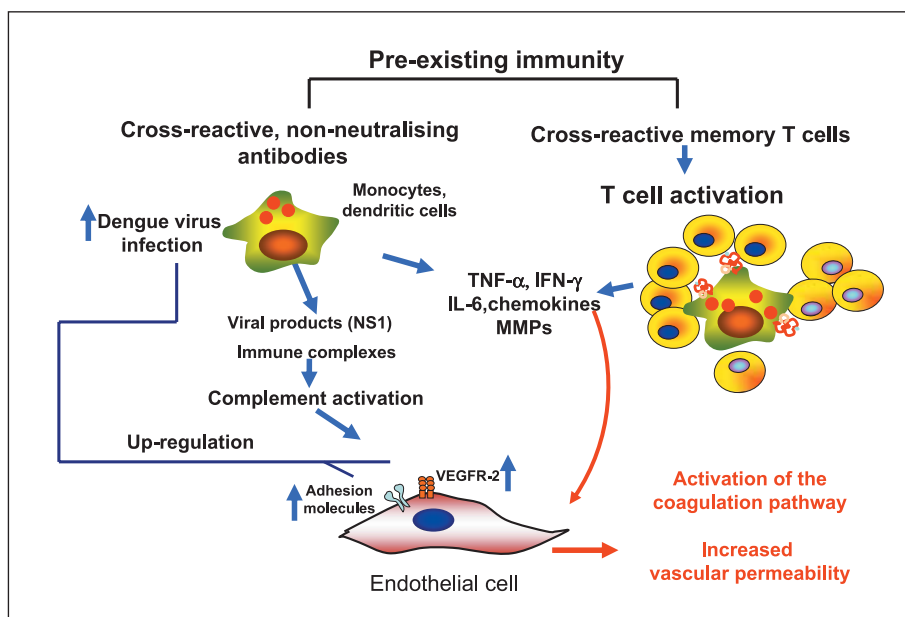 Pre-existing immunity
Cross-reactive, non-neutralising
antibodies
Cross-reactive memory T cells
T cell activation
Monocytes,
dendritic cells
Dengue virus
infection
TNF-α, IFN-γ
IL-6,chemokines
MMPs
Viral products (NS1)
Immune complexes
Complement activation
Up-regulation
VEGFR-2
Adhesion
molecules
Endothelial cell
Activation of the
coagulation pathway
Increased
vascular permeability